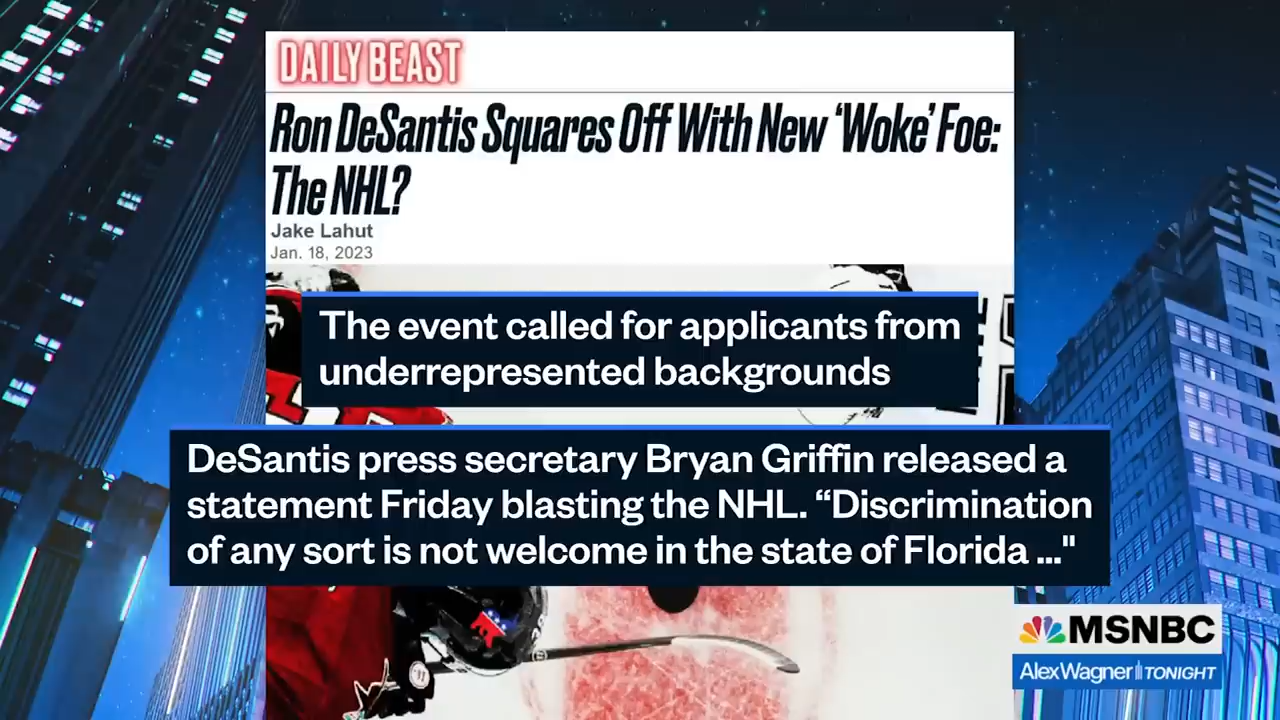 DAILY BEAST
Ron DeSantis Squares Off With New ‘Woke’ Foe:
The NHL?
Jake Lahut
Jan. 18, 2023
The event called for applicants from
underrepresented backgrounds
DeSantis press secretary Bryan Griffin released a
statement Friday blasting the NHL. “Discrimination
of any sort is not welcome in the state of Florida ..."
MSNBC
Alex Wagner TONIGHT